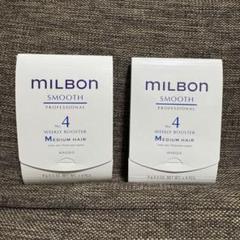 milbon
SMOOTH
PROFESSIONAL
No. 4
WEEKLY BOOSTER
MEDIUM HAIR
milbon
SMOOTH
PROFESSIONAL
No. 4
WEEKLY BOOSTER
MEDIUM HAIR